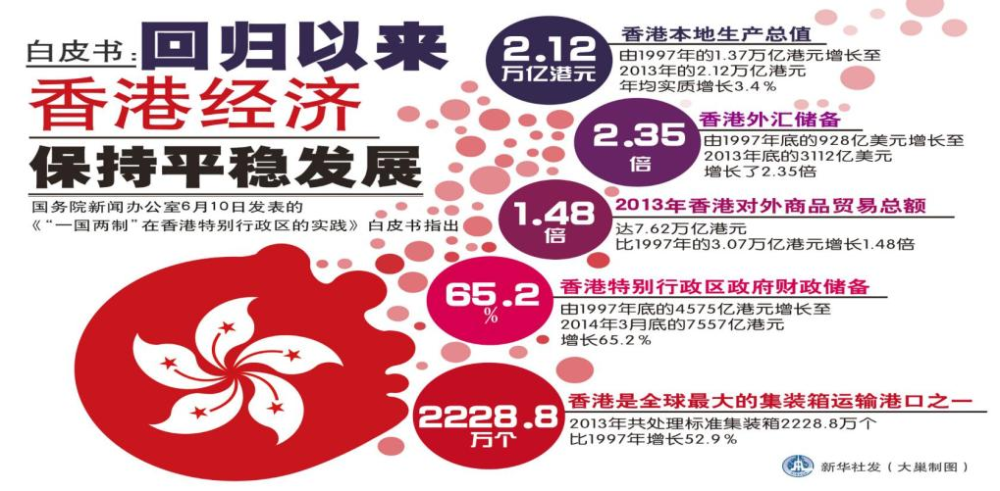 白皮书：回归以来
香港经济
保持平稳发展
国务院新闻办公室6月10日发表的
《“一国两制”在香港特别行政区的实践》白皮书指出
2.12
万亿港元
香港本地生产总值
由1997年的1.37万亿港元增长至
2013年的2.12万亿港元
年均实质增长3.4%
2.35
倍
香港外汇储备
由1997年底的928亿美元增长至
2013年底的3112亿美元
增长了2.35倍
1.48
倍
2013年香港对外商品贸易总额
达7.62万亿港元
比1997年的3.07万亿港元增长1.48倍
65.2
%
香港特别行政区政府财政储备
由1997年底的4575亿港元增长至
2014年3月底的7557亿港元
增长65.2%
2228.8
万个
香港是全球最大的集装箱运输港口之一
2013年共处理标准集装箱2228.8万个
比1997年增长52.9%
新华社发（大巢制图）